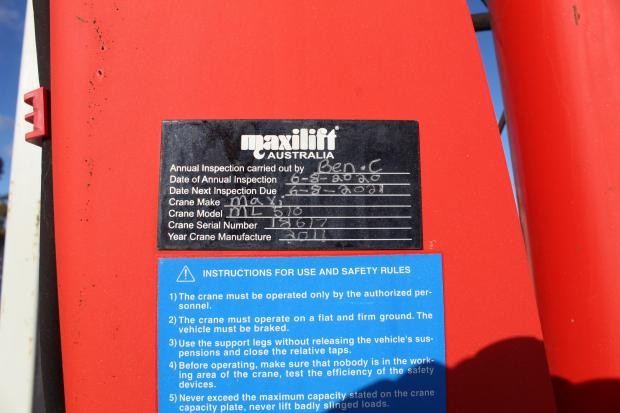 maxilift
AUSTRALIA
Annual Inspection carried out by Ben.C
Date of Annual Inspection 6-8-2020
Date Next Inspection Due 6-8-2021
Crane Make Maxi
Crane Model ML 510
Crane Serial Number
Year Crane Manufacture 2011
INSTRUCTIONS FOR USE AND SAFETY RULES
1) The crane must be operated only by the authorized per-
sonnel.
2) The crane must operate on a flat and firm ground. The
vehicle must be braked.
3) Use the support legs without releasing the vehicle's sus-
pensions and close the relative taps.
4) Before operating, make sure that nobody is in the work-
ing area of the crane, test the efficiency of the safety
devices.
5) Never exceed the maximum capacity stated on the crane
capacity plate, never lift badly slinged loads.